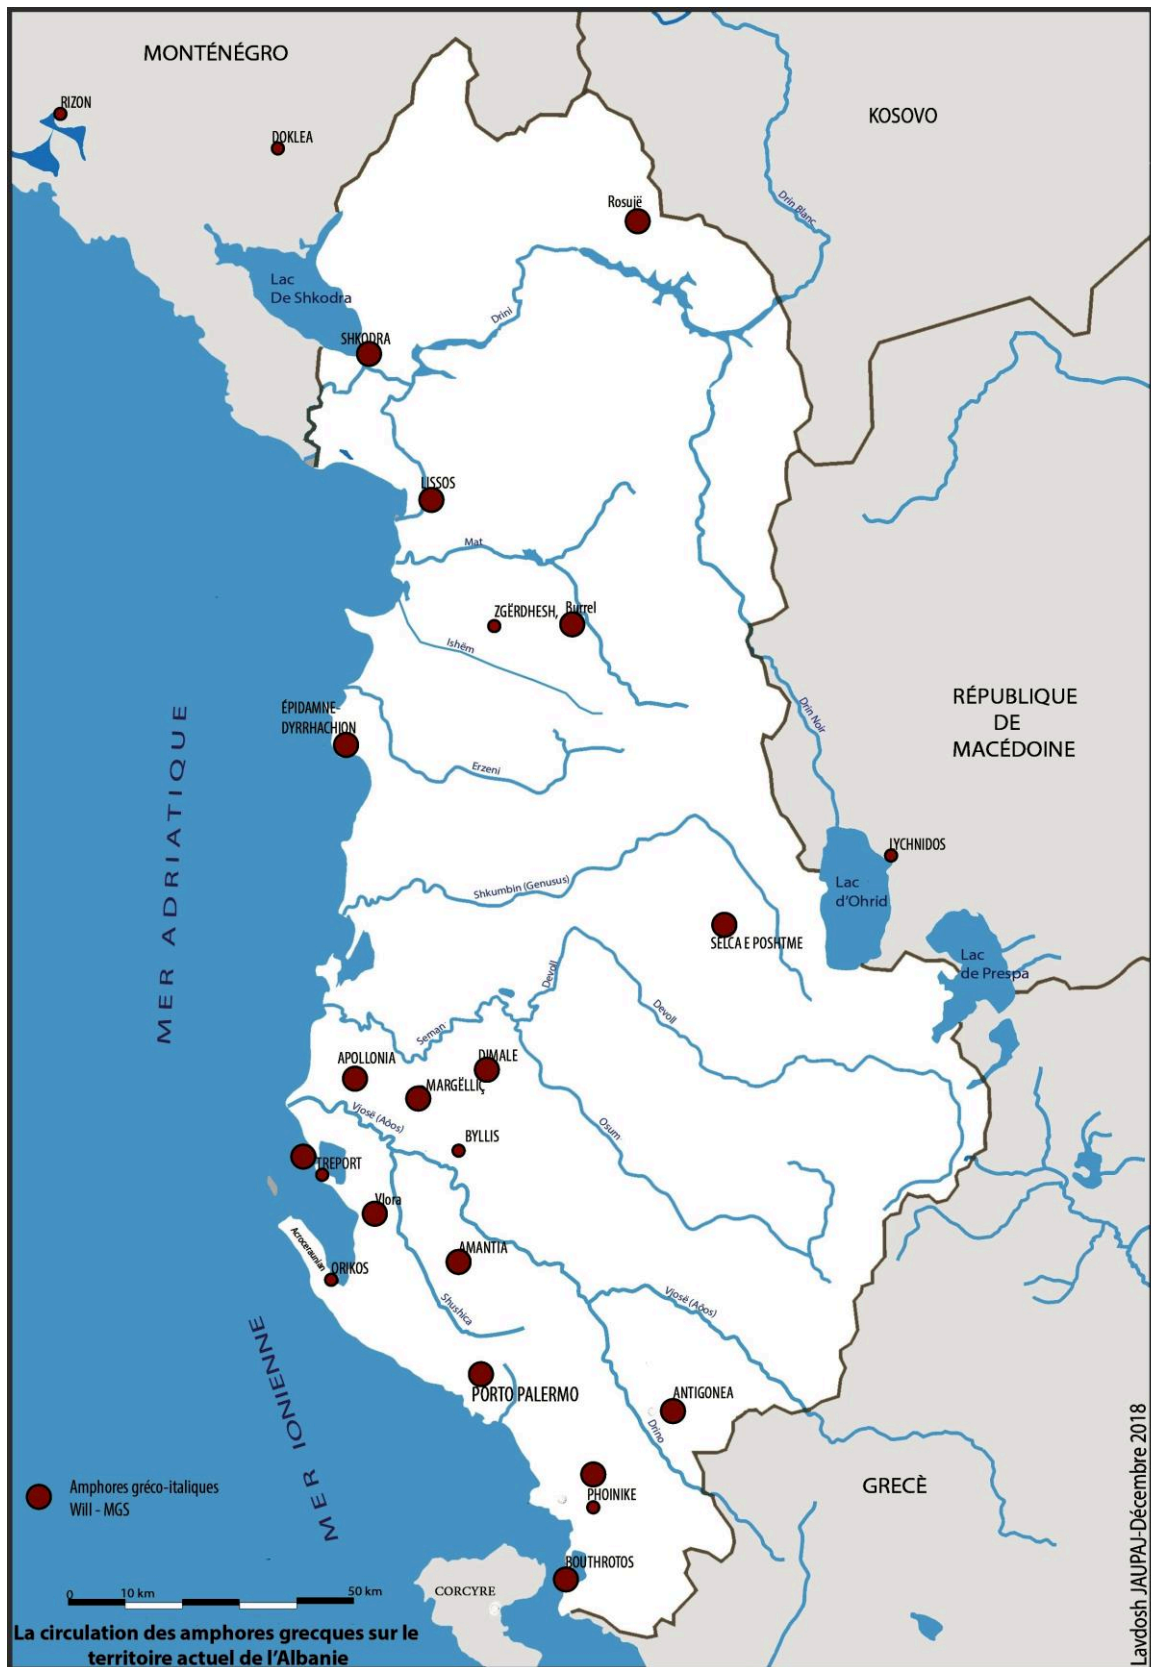 MONTÉNÉGRO
KOSOVO
RIZON
DOKLEA
Rosujë
Drin Blanc
Lac
De Shkodra
Drini
SHKODRA
LISSOS
Mat
ZGËRDHESH,
Burrel
Ishëm
RÉPUBLIQUE
DE
MACÉDOINE
Drin Noir
ÉPIDAMNE-
DYRRHACHION
Erzeni
MER ADRIATIQUE
LYCHNIDOS
Shkumbin (Genusus)
Lac
d'Ohrid
SELCA E POSHTME
Lac
de Prespa
Devoll
Devoll
Seman
APOLLONIA
DIMALE
MARGËLLIÇ
Vjosë (Aôos)
Osum
BYLLIS
TREPORT
Vlora
Acroceraunian
ORIKOS
AMANTIA
Shushica
Vjosë (Aôos)
MER IONIENNE
PORTO PALERMO
ANTIGONEA
Drino
PHOINIKE
GRECÈ
Amphores gréco-italiques
Will - MGS
BOUTHROTOS
CORCYRE
0 10 km 50 km
La circulation des amphores grecques sur le
territoire actuel de l'Albanie
Lavdosh JAUPAJ-Décembre 2018